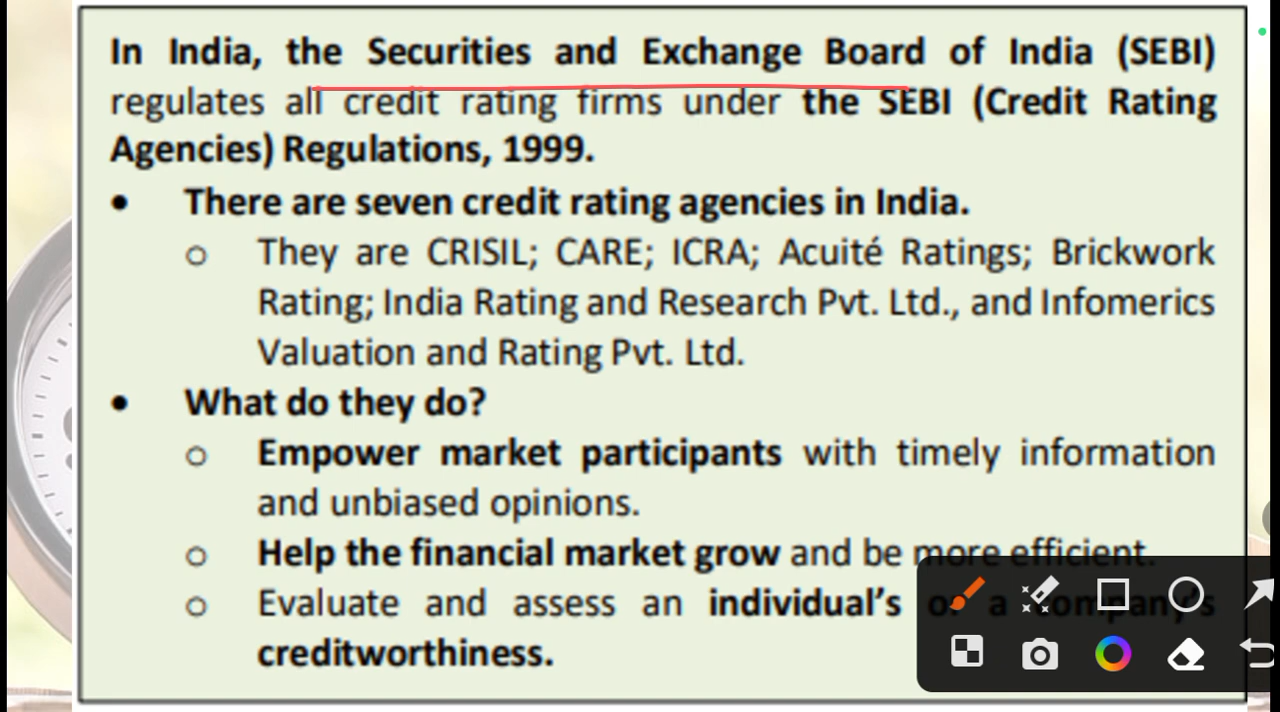 In India, the Securities and Exchange Board of India (SEBI)
regulates all credit rating firms under the SEBI (Credit Rating
Agencies) Regulations, 1999.
• There are seven credit rating agencies in India.
o They are CRISIL; CARE; ICRA; Acuité Ratings; Brickwork
Rating; India Rating and Research Pvt. Ltd., and Infomerics
Valuation and Rating Pvt. Ltd.
• What do they do?
o Empower market participants with timely information
and unbiased opinions.
o Help the financial market grow and be more efficient.
o Evaluate and assess an individual's or a company's
creditworthiness.